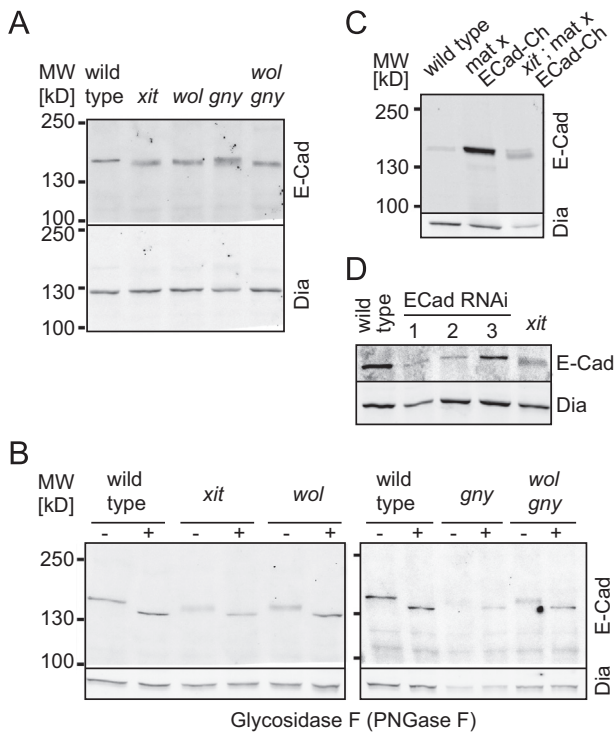 A
MW
[kD]
wild
type
xit
wol
gny
wol
gny
250
130
100
E-Cad
250
130
100
Dia
C
MW
[kD]
wild type
mat x
ECad-Ch
xit ; mat x
ECad-Ch
250
130
100
E-Cad
Dia
D
wild
type
ECad RNAi
1 2 3
xit
E-Cad
Dia
B
MW
[kD]
wild
type
xit
wol
wild
type
gny
wol
gny
- + - + - + - + - + - +
250
130
100
E-Cad
Dia
Glycosidase F (PNGase F)